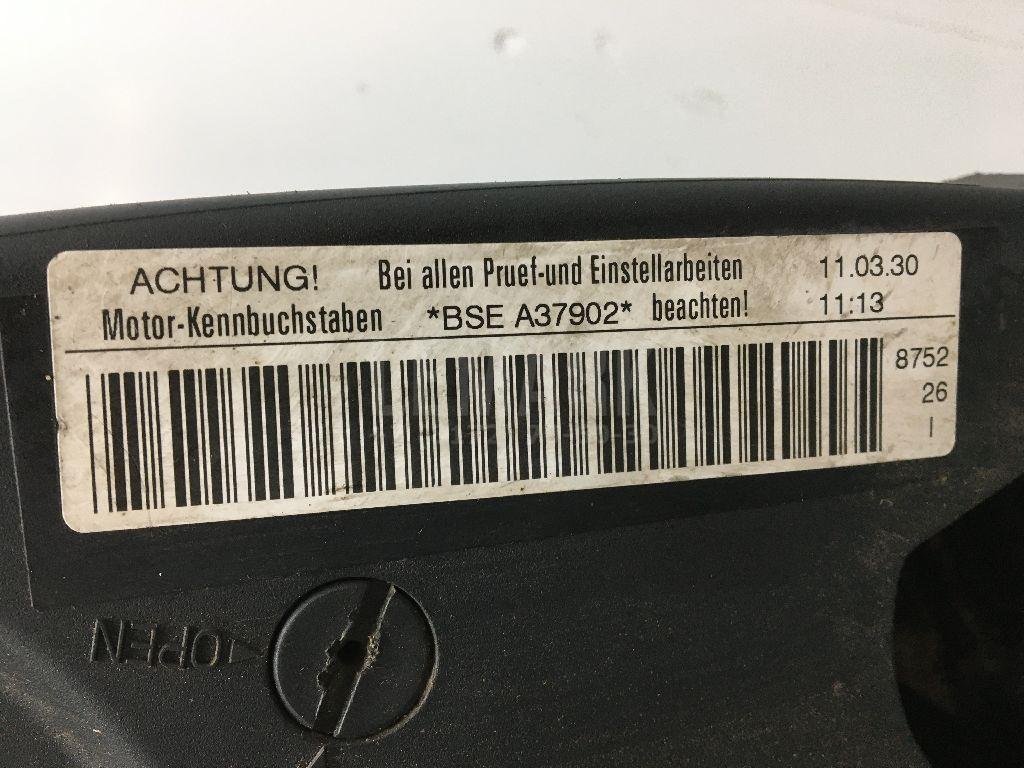 ACHTUNG! Bei allen Pruef-und Einstellarbeiten 11.03.30
Motor-Kennbuchstaben *BSE A37902* beachten! 11:13
8752
26
I
OPEN